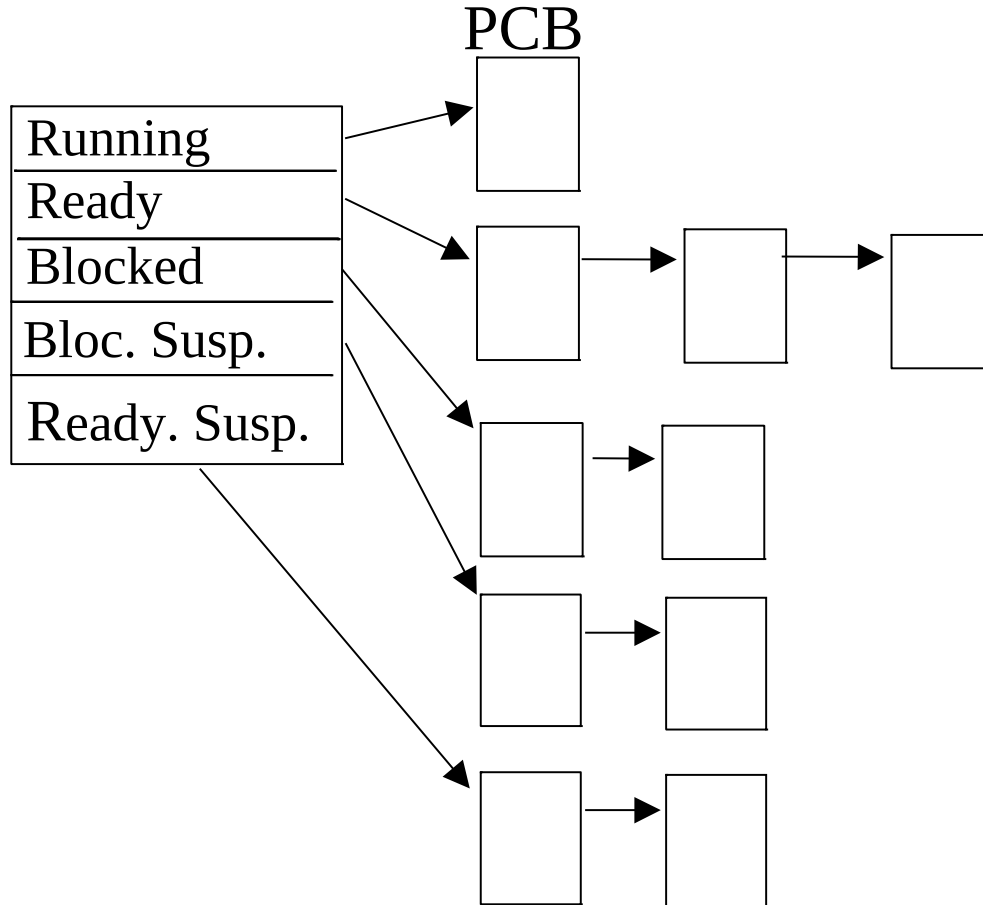 PCB
Running
Ready
Blocked
Bloc. Susp.
Ready. Susp.